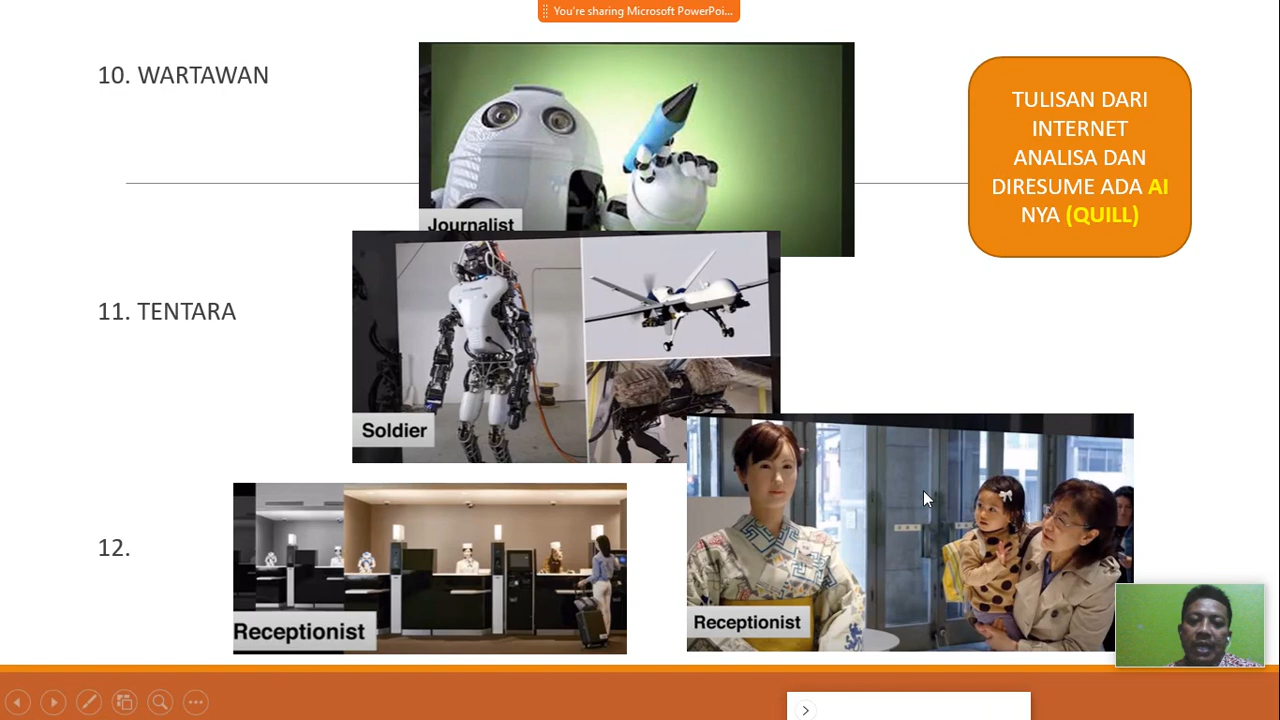 You're sharing Microsoft PowerPoi...
10. WARTAWAN
Journalist
TULISAN DARI
INTERNET
ANALISA DAN
DIRESUME ADA AI
NYA (QUILL)
11. TENTARA
Soldier
12.
Receptionist
Receptionist